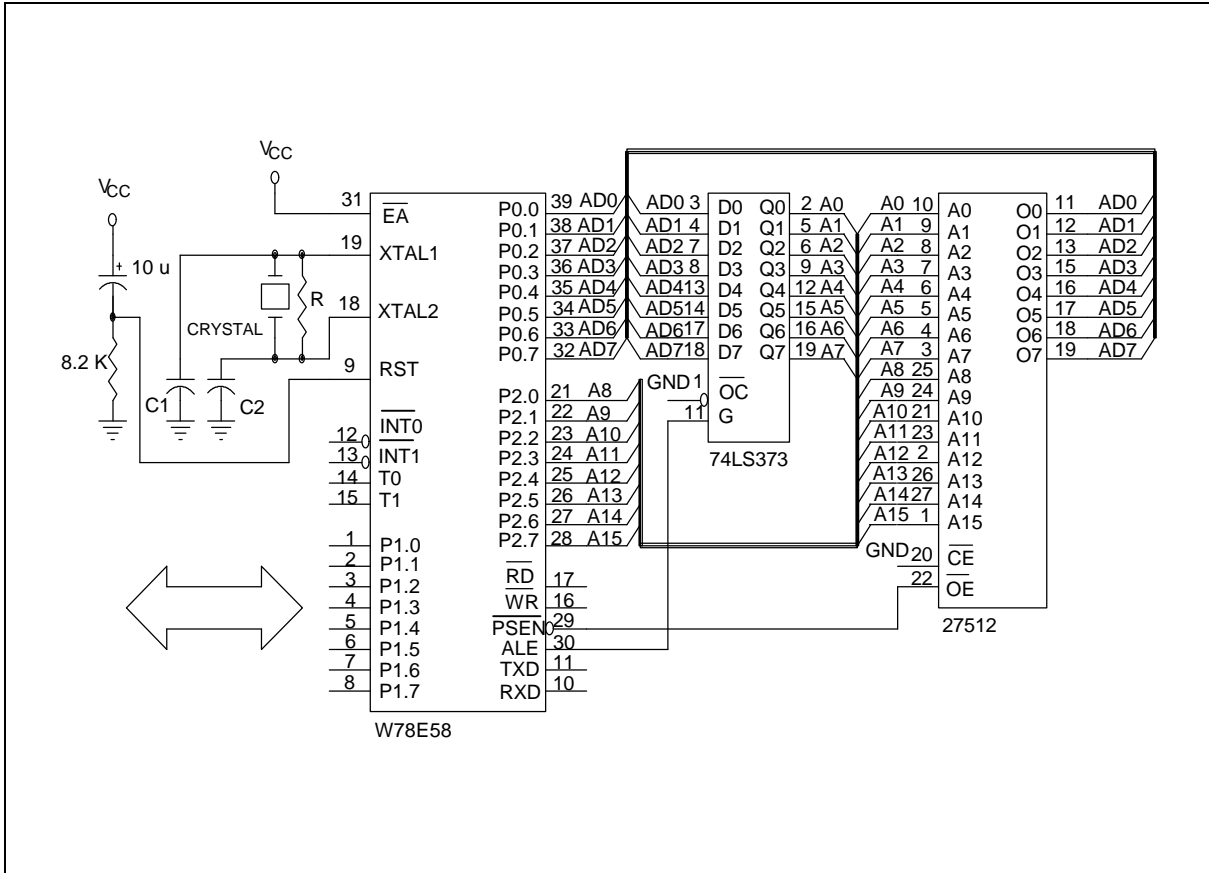 VCC
VCC
10 u
8.2 K
C1
C2
CRYSTAL
R
31 EA
19 XTAL1
18 XTAL2
9 RST
12 INT0
13 INT1
14 T0
15 T1
1 P1.0
2 P1.1
3 P1.2
4 P1.3
5 P1.4
6 P1.5
7 P1.6
8 P1.7
P0.0 39 AD0
P0.1 38 AD1
P0.2 37 AD2
P0.3 36 AD3
P0.4 35 AD4
P0.5 34 AD5
P0.6 33 AD6
P0.7 32 AD7
P2.0 21 A8
P2.1 22 A9
P2.2 23 A10
P2.3 24 A11
P2.4 25 A12
P2.5 26 A13
P2.6 27 A14
P2.7 28 A15
RD 17
WR 16
PSEN 29
ALE 30
TXD 11
RXD 10
W78E58
AD0 3 D0 Q0 2 A0
AD1 4 D1 Q1 5 A1
AD2 7 D2 Q2 6 A2
AD3 8 D3 Q3 9 A3
AD4 13 D4 Q4 12 A4
AD5 14 D5 Q5 15 A5
AD6 17 D6 Q6 16 A6
AD7 18 D7 Q7 19 A7
GND 1 OC
11 G
74LS373
A0 10 A0 O0 11 AD0
A1 9 A1 O1 12 AD1
A2 8 A2 O2 13 AD2
A3 7 A3 O3 15 AD3
A4 6 A4 O4 16 AD4
A5 5 A5 O5 17 AD5
A6 4 A6 O6 18 AD6
A7 3 A7 O7 19 AD7
A8 25 A8
A9 24 A9
A10 21 A10
A11 23 A11
A12 2 A12
A13 26 A13
A14 27 A14
A15 1 A15
GND 20 CE
22 OE
27512